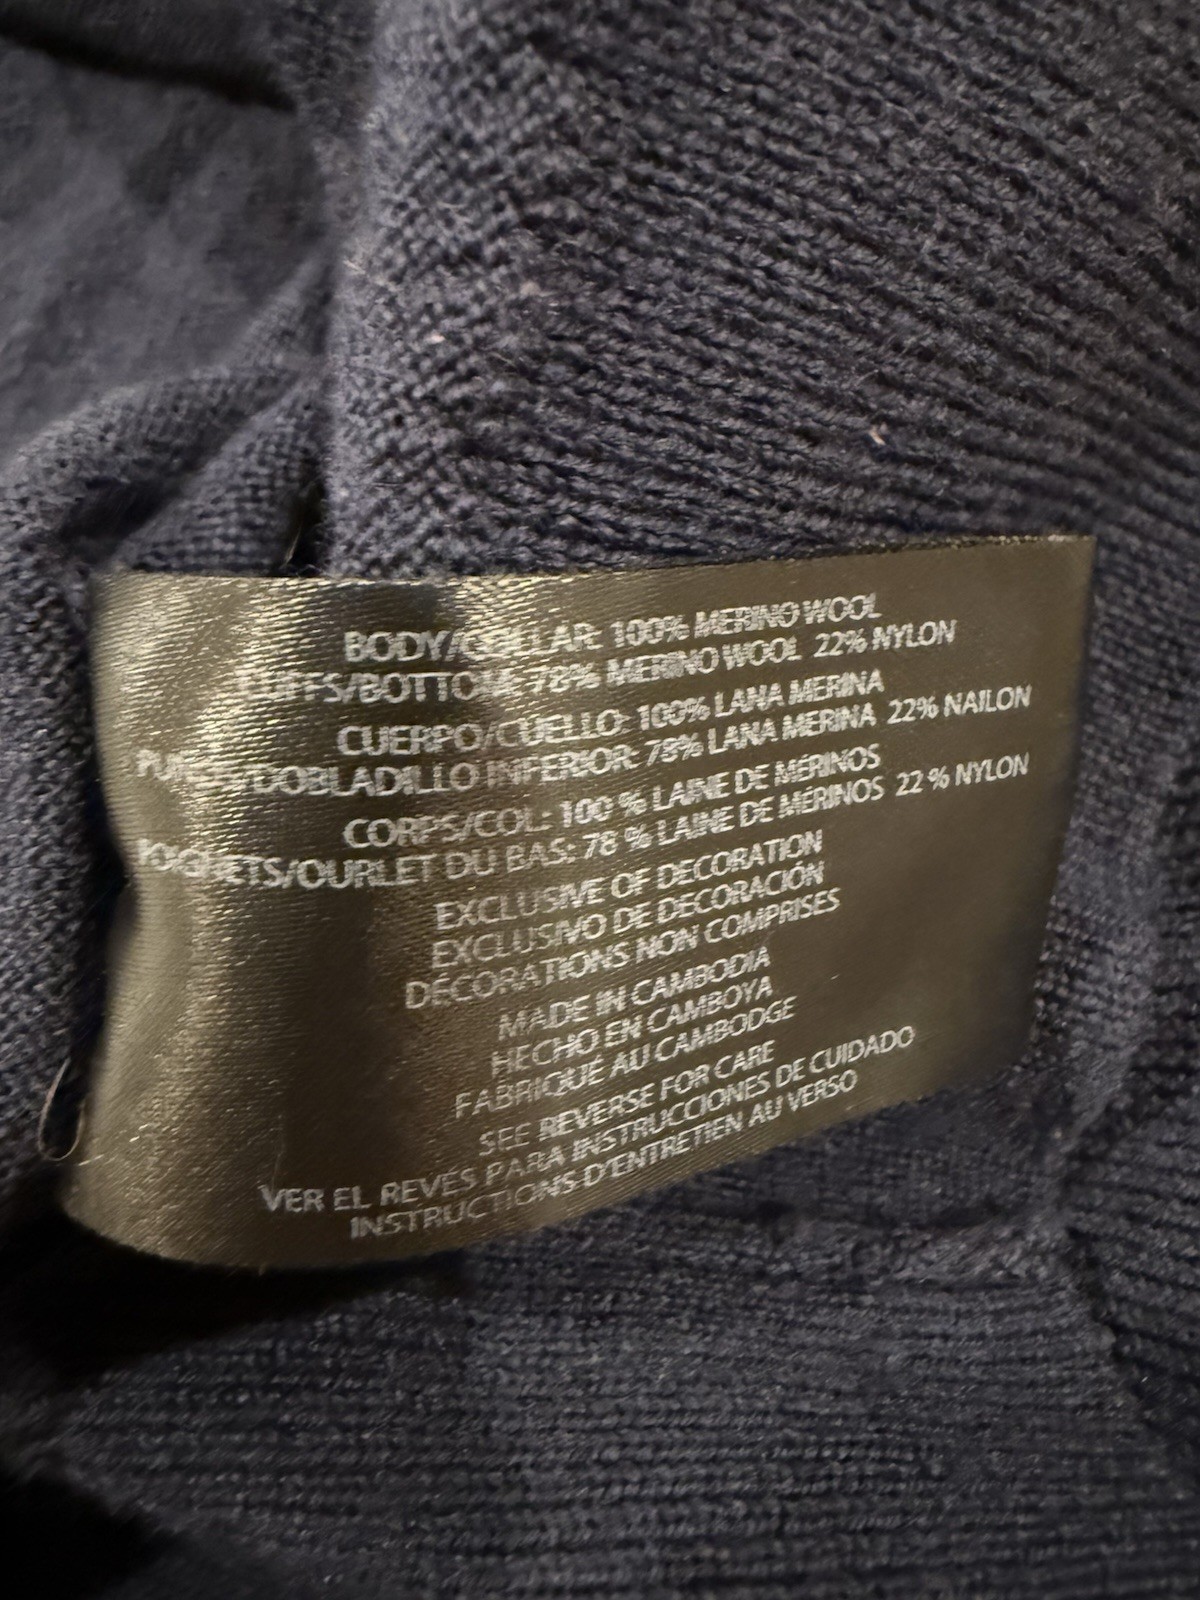 BODY/COLLAR: 100% MERINO WOOL
CUFFS/BOTTOM: 78% MERINO WOOL 22% NYLON
CUERPO/CUELLO: 100% LANA MERINA
DOBLADILLO INFERIOR: 78% LANA MERINA 22% NAILON
CORPS/COL: 100 % LAINE DE MÉRINOS
POIGNETS/OURLET DU BAS: 78 % LAINE DE MÉRINOS 22 % NYLON
EXCLUSIVE OF DECORATION
EXCLUSIVO DE DECORACIÓN
DÉCORATIONS NON COMPRISES
MADE IN CAMBODIA
HECHO EN CAMBOYA
FABRIQUÉ AU CAMBODGE
SEE REVERSE FOR CARE
VER EL REVÉS PARA INSTRUCCIONES DE CUIDADO
INSTRUCTIONS D'ENTRETIEN AU VERSO